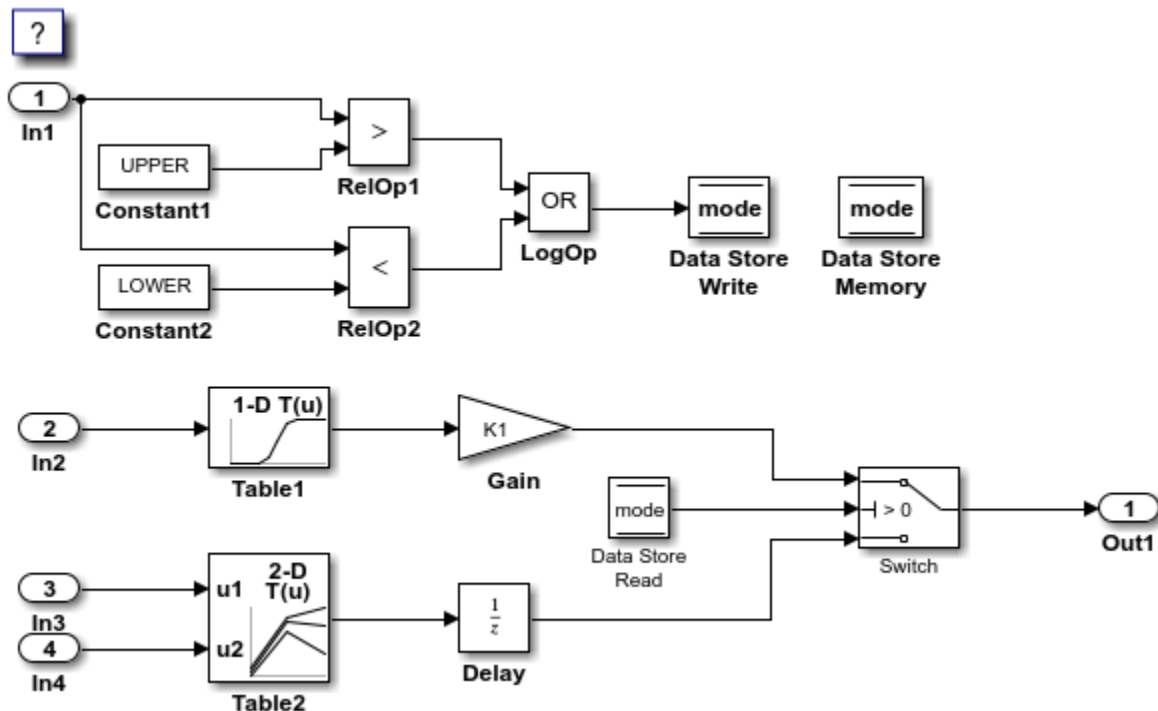 ?
1
In1
UPPER
Constant1
>
RelOp1
LOWER
Constant2
<
RelOp2
OR
LogOp
mode
Data Store
Write
mode
Data Store
Memory
2
In2
1-D T(u)
Table1
K1
Gain
mode
Data Store
Read
> 0
Switch
1
Out1
3
In3
4
In4
u1
u2
2-D
T(u)
Table2
1
z
Delay